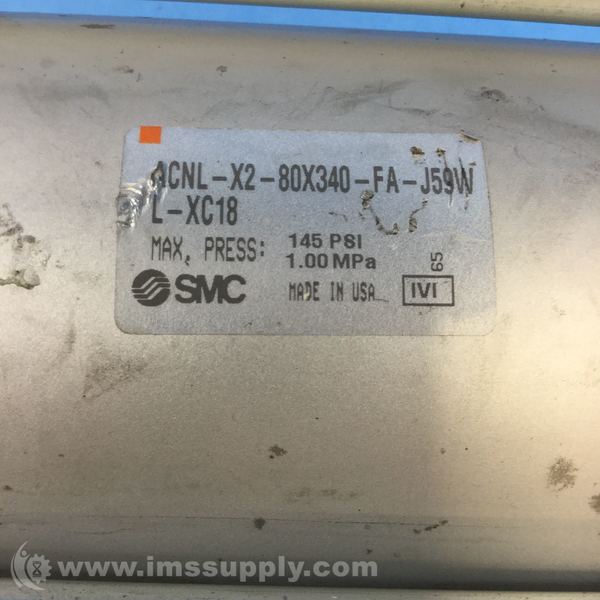 ACNL-X2-80X340-FA-J59W
L-XC18
MAX. PRESS: 145 PSI
1.00 MPa
SMC MADE IN USA IVI 65
www.imssupply.com